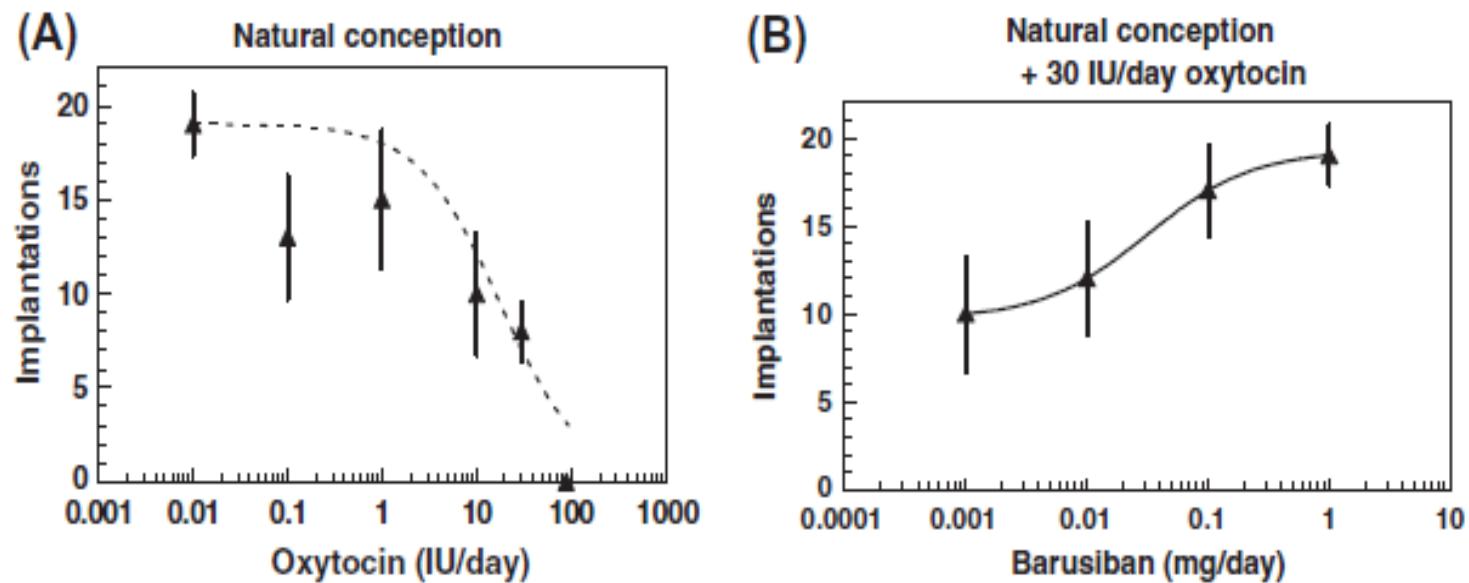 (A)
Natural conception
Implantations
20
15
10
5
0
0.001 0.01 0.1 1 10 100 1000
Oxytocin (IU/day)
(B)
Natural conception
+ 30 IU/day oxytocin
Implantations
20
15
10
5
0
0.0001 0.001 0.01 0.1 1 10
Barusiban (mg/day)